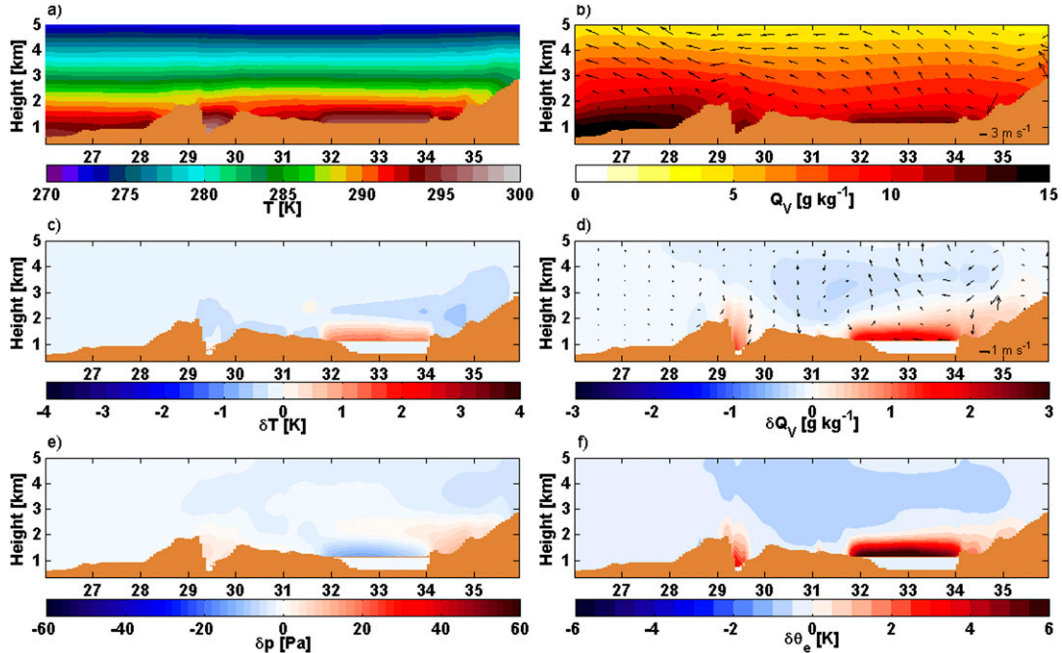 a)
Height [km]
5
4
3
2
1
27 28 29 30 31 32 33 34 35
270 275 280 285 290 295 300
T [K]
b)
Height [km]
5
4
3
2
1
3 m s⁻¹
27 28 29 30 31 32 33 34 35
0 5 10 15
Q_V [g kg⁻¹]
c)
Height [km]
5
4
3
2
1
27 28 29 30 31 32 33 34 35
-4 -3 -2 -1 0 1 2 3 4
δT [K]
d)
Height [km]
5
4
3
2
1
1 m s⁻¹
27 28 29 30 31 32 33 34 35
-3 -2 -1 0 1 2 3
δQ_V [g kg⁻¹]
e)
Height [km]
5
4
3
2
1
27 28 29 30 31 32 33 34 35
-60 -40 -20 0 20 40 60
δp [Pa]
f)
Height [km]
5
4
3
2
1
27 28 29 30 31 32 33 34 35
-6 -4 -2 0 2 4 6
δθ_e [K]